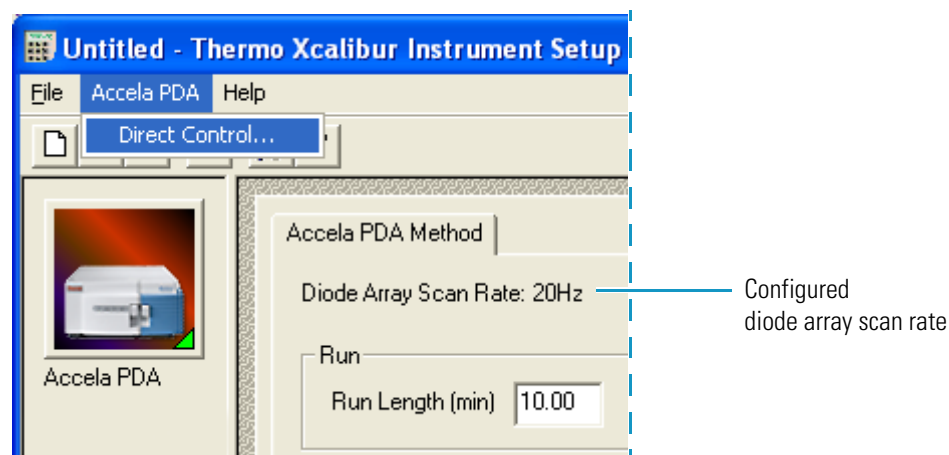 Untitled - Thermo Xcalibur Instrument Setup
File Accela PDA Help
Direct Control...
Accela PDA Method
Diode Array Scan Rate: 20Hz
Configured
diode array scan rate
Run
Accela PDA
Run Length (min) 10.00